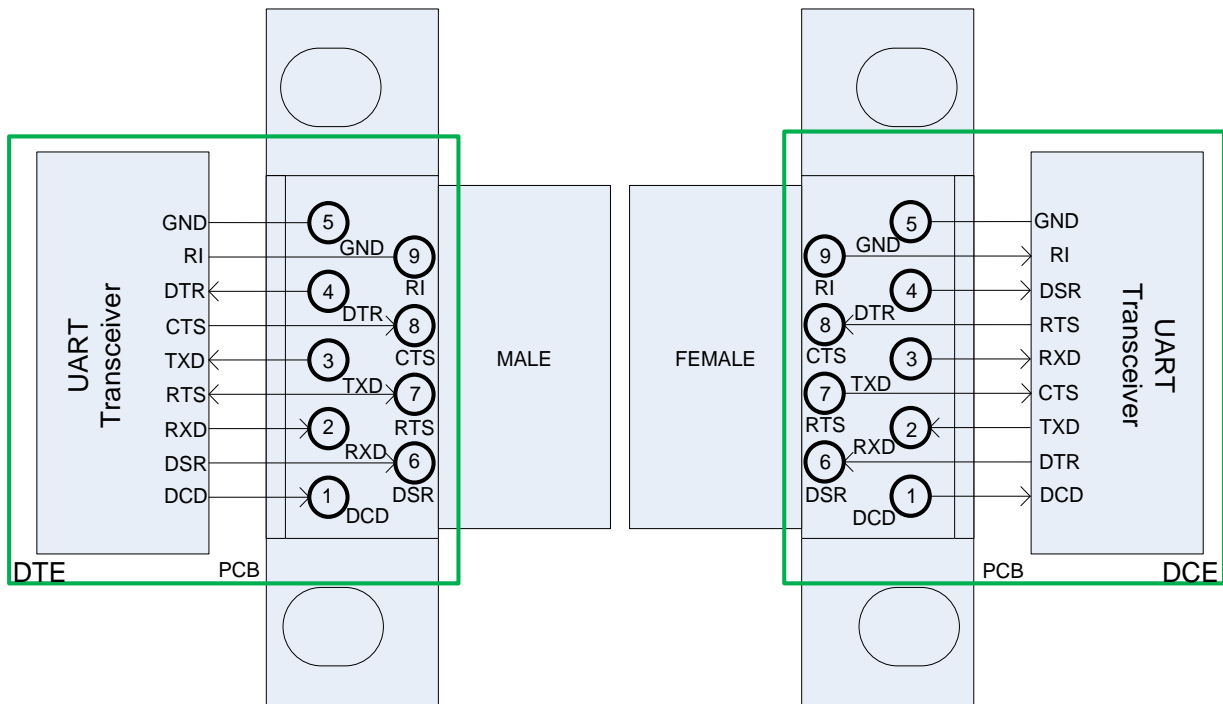 GND
RI
DTR
CTS
TXD
RTS
RXD
DSR
DCD
UART
Transceiver
DTE
PCB
5
GND
9
RI
4
DTR
8
CTS
3
TXD
7
RTS
2
RXD
6
DSR
1
DCD
MALE
FEMALE
5
GND
9
RI
4
DTR
8
CTS
3
TXD
7
RTS
2
RXD
6
DSR
1
DCD
GND
RI
DSR
RTS
RXD
CTS
TXD
DTR
DCD
UART
Transceiver
PCB
DCE